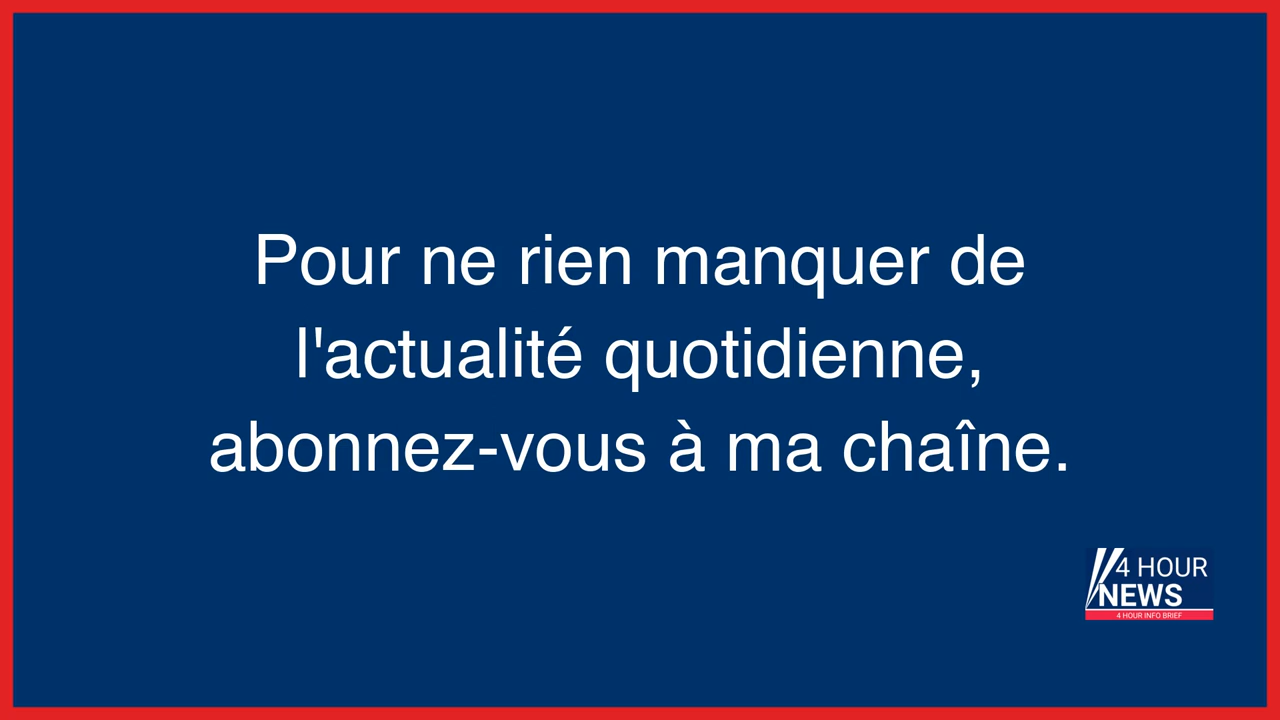 Pour ne rien manquer de
l'actualité quotidienne,
abonnez-vous à ma chaîne.
4 HOUR
NEWS
4 HOUR INFO BRIEF